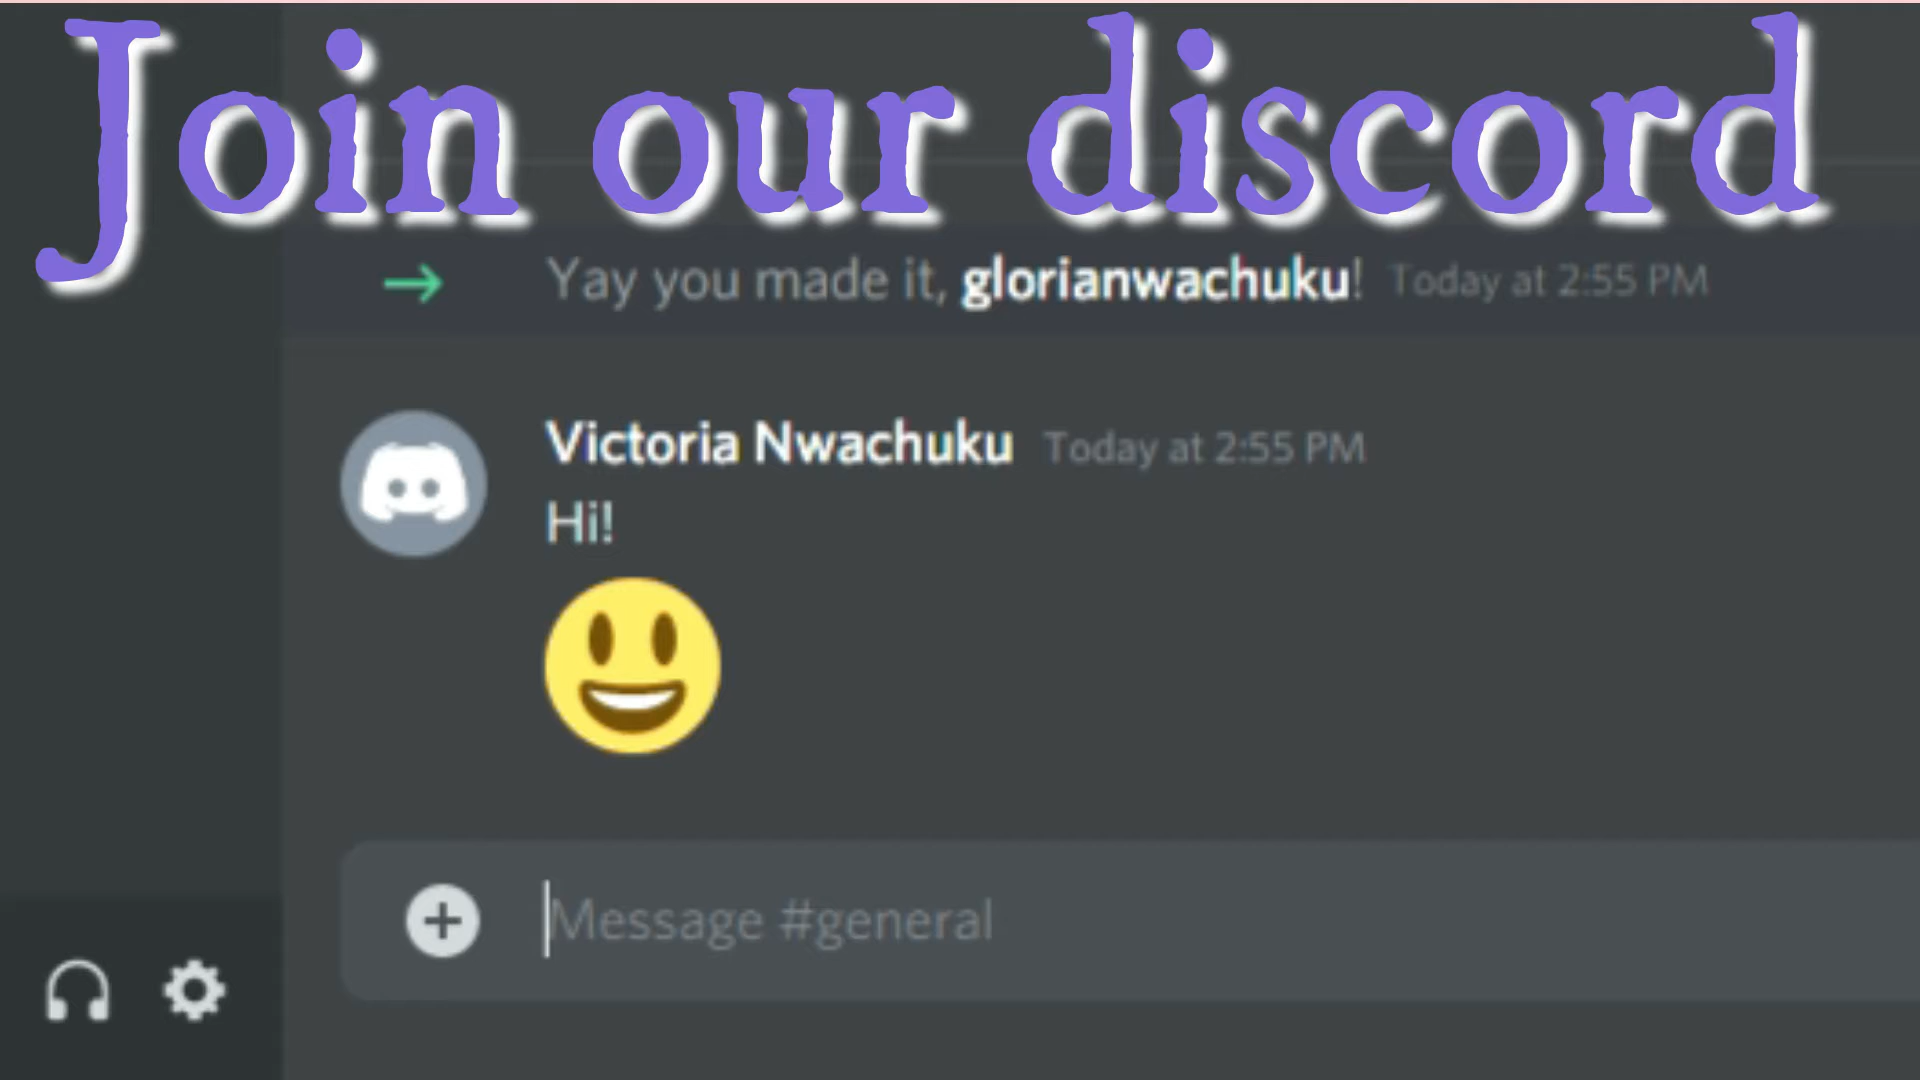 Join our discord
Yay you made it, glorianwachuku! Today at 2:55 PM
Victoria Nwachuku Today at 2:55 PM
Hi!
Message #general